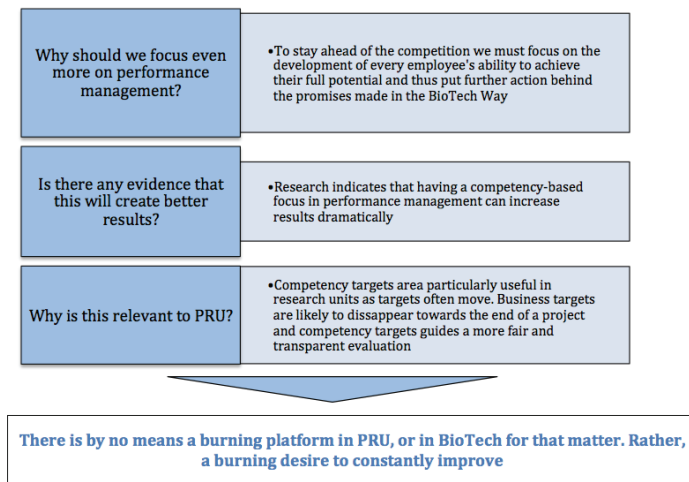 Why should we focus even
more on performance
management?
•To stay ahead of the competition we must focus on the
development of every employee's ability to achieve
their full potential and thus put further action behind
the promises made in the BioTech Way
Is there any evidence that
this will create better
results?
•Research indicates that having a competency-based
focus in performance management can increase
results dramatically
Why is this relevant to PRU?
•Competency targets area particularly useful in
research units as targets often move. Business targets
are likely to dissappear towards the end of a project
and competency targets guides a more fair and
transparent evaluation
There is by no means a burning platform in PRU, or in BioTech for that matter. Rather,
a burning desire to constantly improve